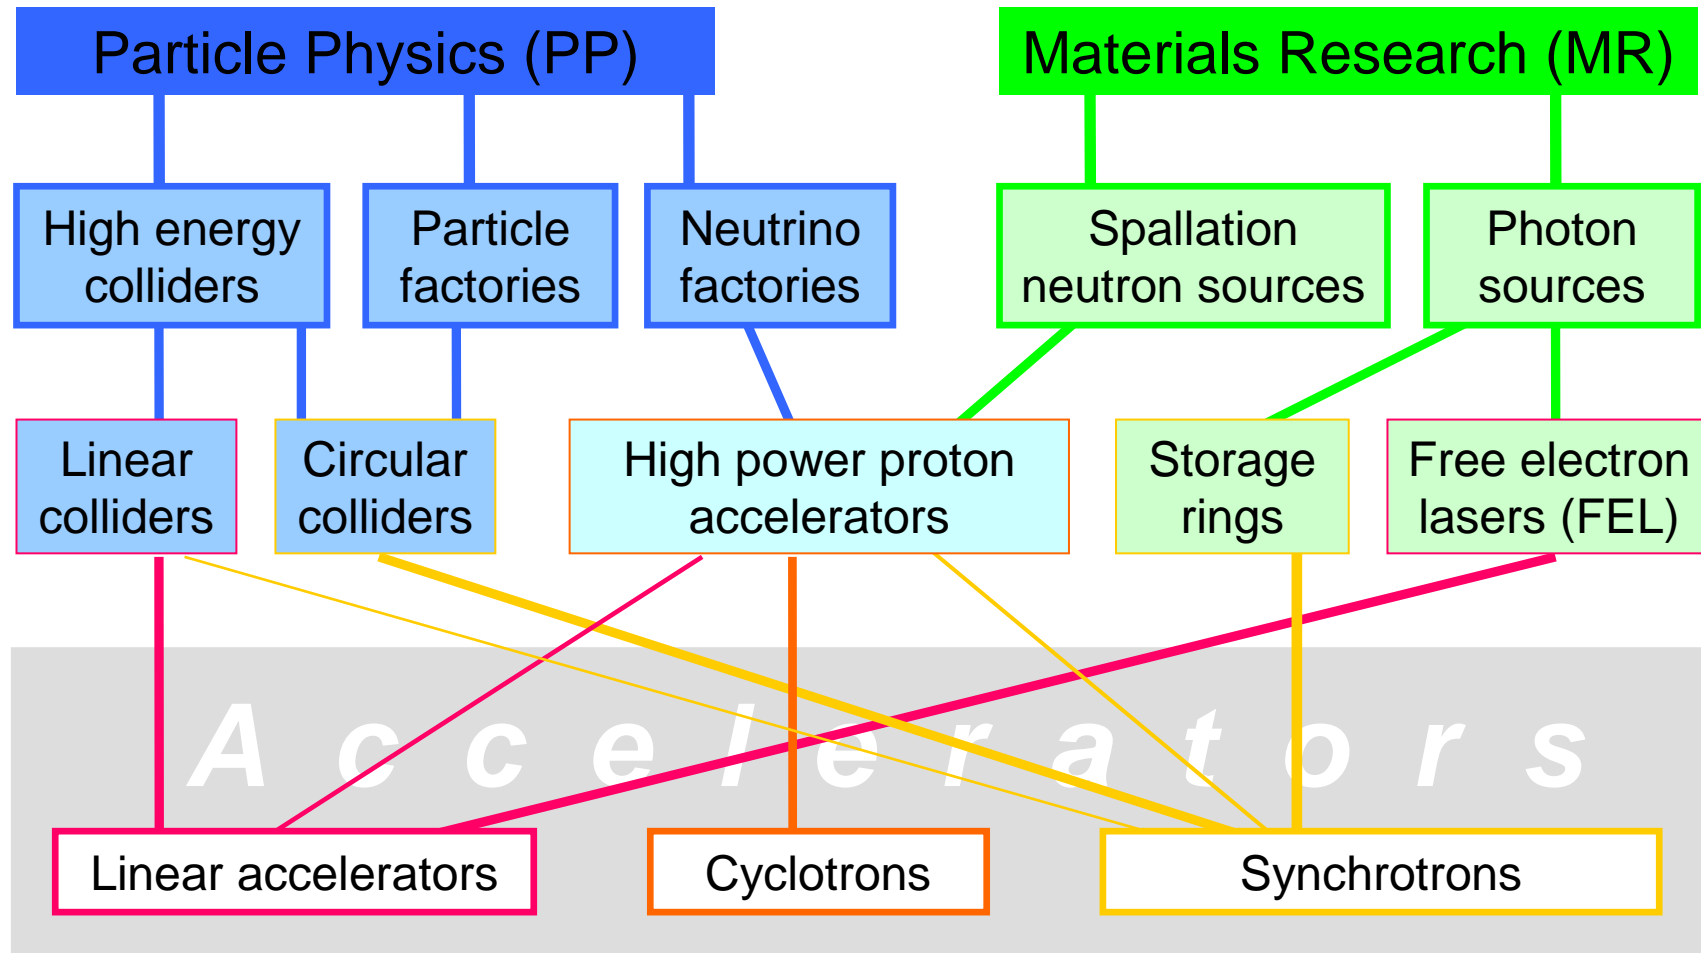 Particle Physics (PP)
Materials Research (MR)
High energy
colliders
Particle
factories
Neutrino
factories
Spallation
neutron sources
Photon
sources
Linear
colliders
Circular
colliders
High power proton
accelerators
Storage
rings
Free electron
lasers (FEL)
Accelerators
Linear accelerators
Cyclotrons
Synchrotrons